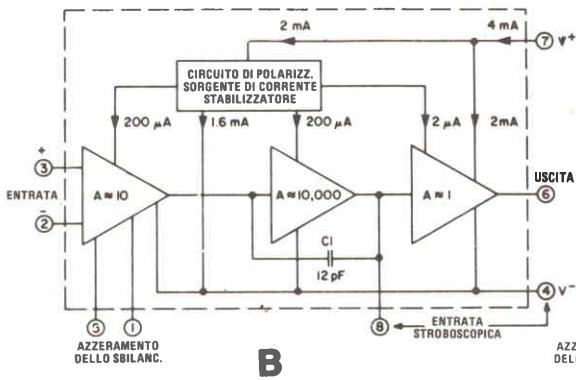 2 mA
4 mA
7 V+
CIRCUITO DI POLARIZZ.
SORGENTE DI CORRENTE
STABILIZZATORE
200 µA
1.6 mA
200 µA
2 µA
2mA
+
3
ENTRATA
-
2
A ≈ 10
A ≈ 10,000
A ≈ 1
USCITA
6
C1
12 pF
4 V-
5
1
8
ENTRATA
STROBOSCOPICA
AZZERAMENTO
DELLO SBILANC.
B
AZZ
DEL